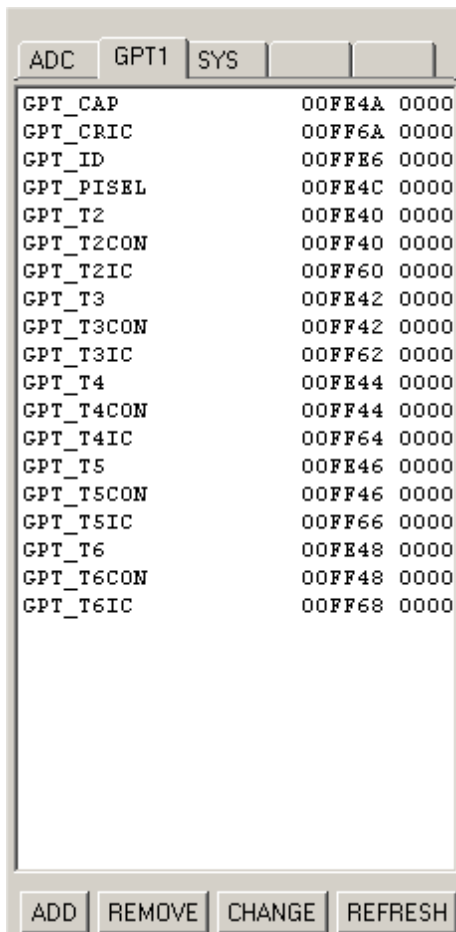 ADC GPT1 SYS
GPT_CAP 00FE4A 0000
GPT_CRIC 00FF6A 0000
GPT_ID 00FFE6 0000
GPT_PISEL 00FE4C 0000
GPT_T2 00FE40 0000
GPT_T2CON 00FF40 0000
GPT_T2IC 00FF60 0000
GPT_T3 00FE42 0000
GPT_T3CON 00FF42 0000
GPT_T3IC 00FF62 0000
GPT_T4 00FE44 0000
GPT_T4CON 00FF44 0000
GPT_T4IC 00FF64 0000
GPT_T5 00FE46 0000
GPT_T5CON 00FF46 0000
GPT_T5IC 00FF66 0000
GPT_T6 00FE48 0000
GPT_T6CON 00FF48 0000
GPT_T6IC 00FF68 0000
ADD REMOVE CHANGE REFRESH